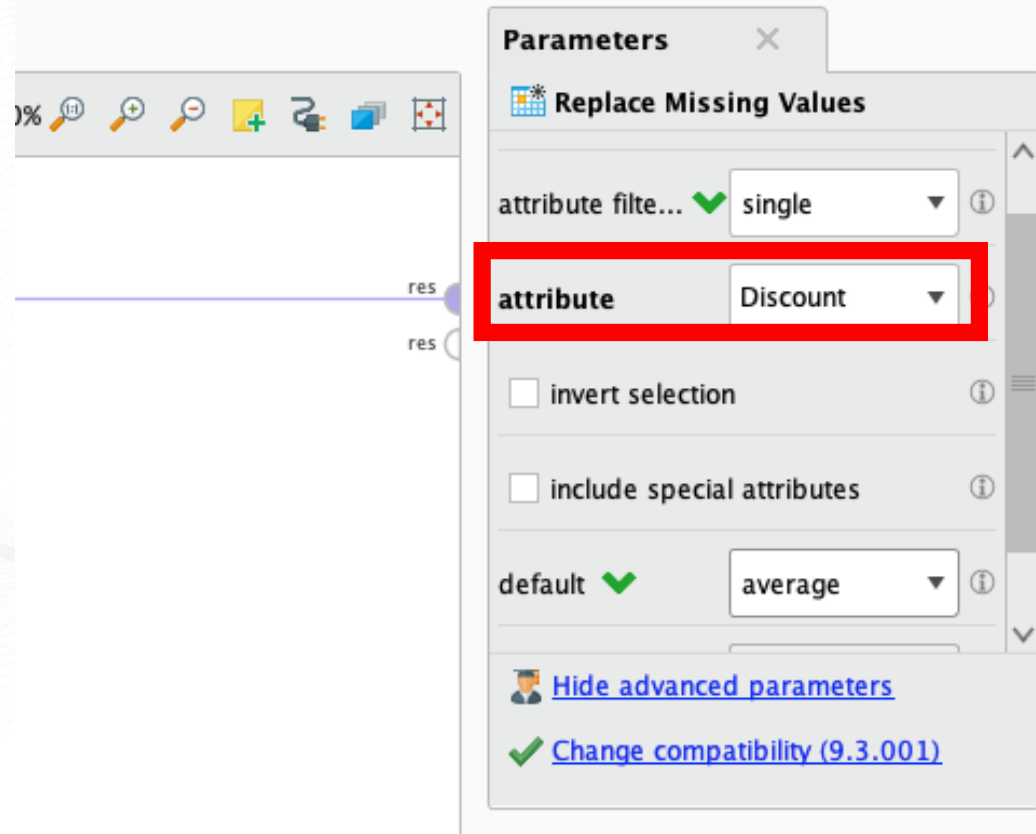 Parameters
Replace Missing Values
attribute filte... single
attribute Discount
invert selection
include special attributes
default average
Hide advanced parameters
Change compatibility (9.3.001)
0%
res
res